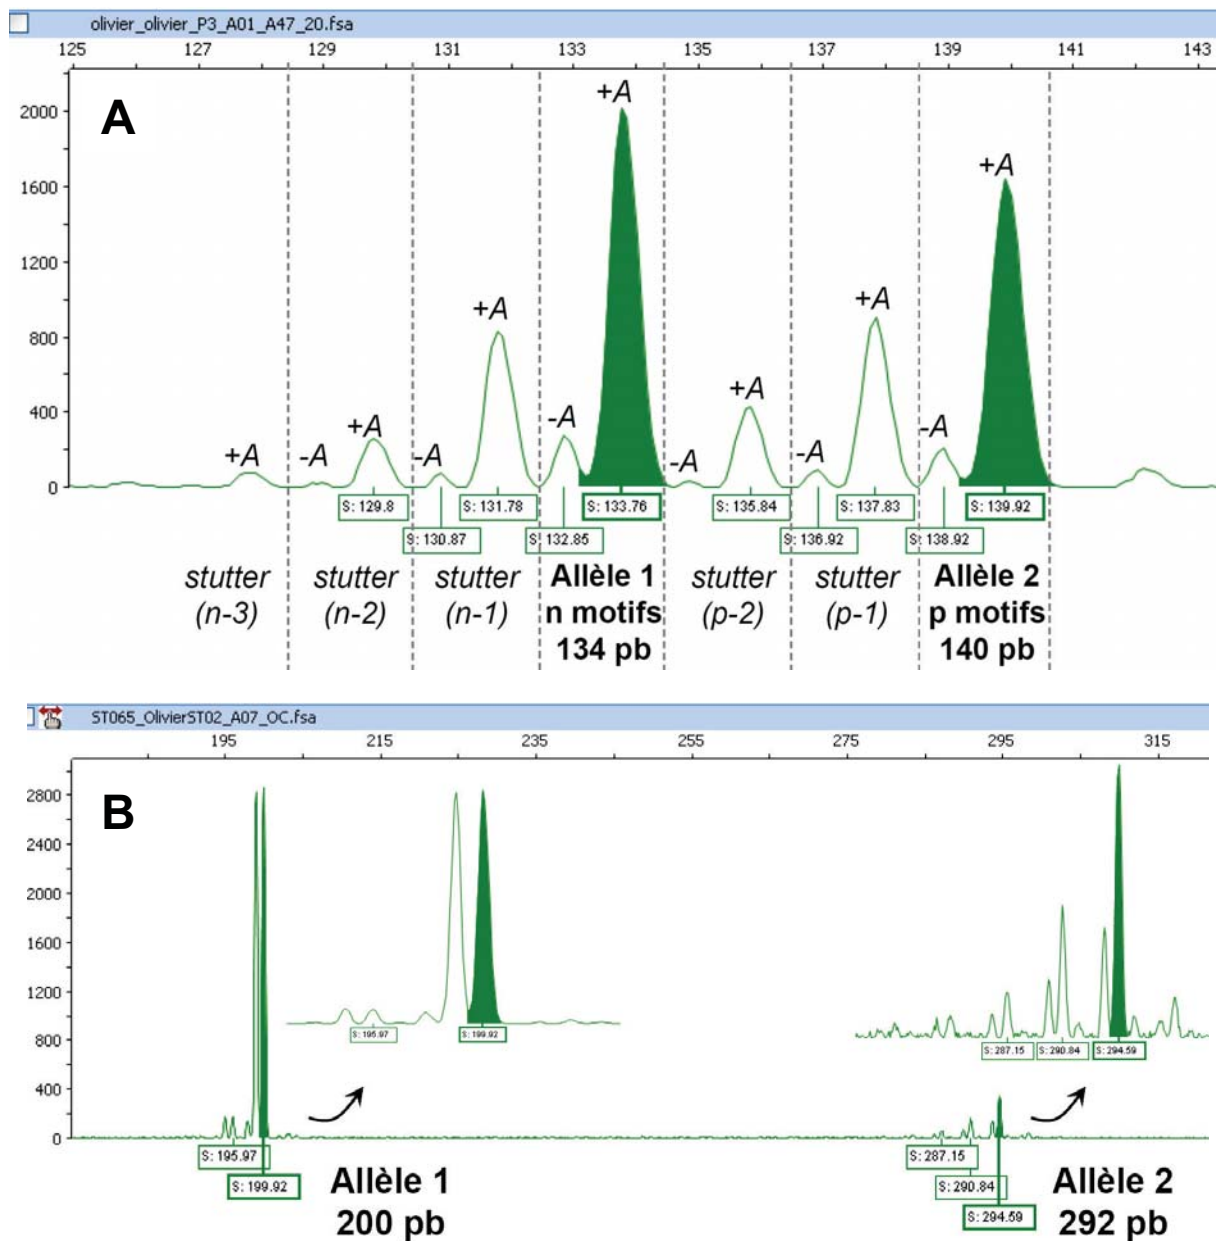 olivier_olivier_P3_A01_A47_20.fsa
125 127 129 131 133 135 137 139 141 143
A
2000
1600
1200
800
400
0
+A -A +A -A +A -A +A -A +A -A +A -A +A
S: 129.8 S: 131.78 S: 133.76 S: 135.84 S: 137.83 S: 139.92
S: 130.87 S: 132.85 S: 136.92 S: 138.92
stutter stutter stutter Allèle 1 stutter stutter Allèle 2
(n-3) (n-2) (n-1) n motifs (p-2) (p-1) p motifs
134 pb 140 pb
ST065_OlivierST02_A07_OC.fsa
195 215 235 255 275 295 315
B
2800
2400
2000
1600
1200
800
400
0
S: 195.97 S: 199.92
S: 287.15 S: 290.84 S: 294.59
S: 195.97
S: 199.92
Allèle 1
200 pb
S: 287.15
S: 290.84
S: 294.59
Allèle 2
292 pb